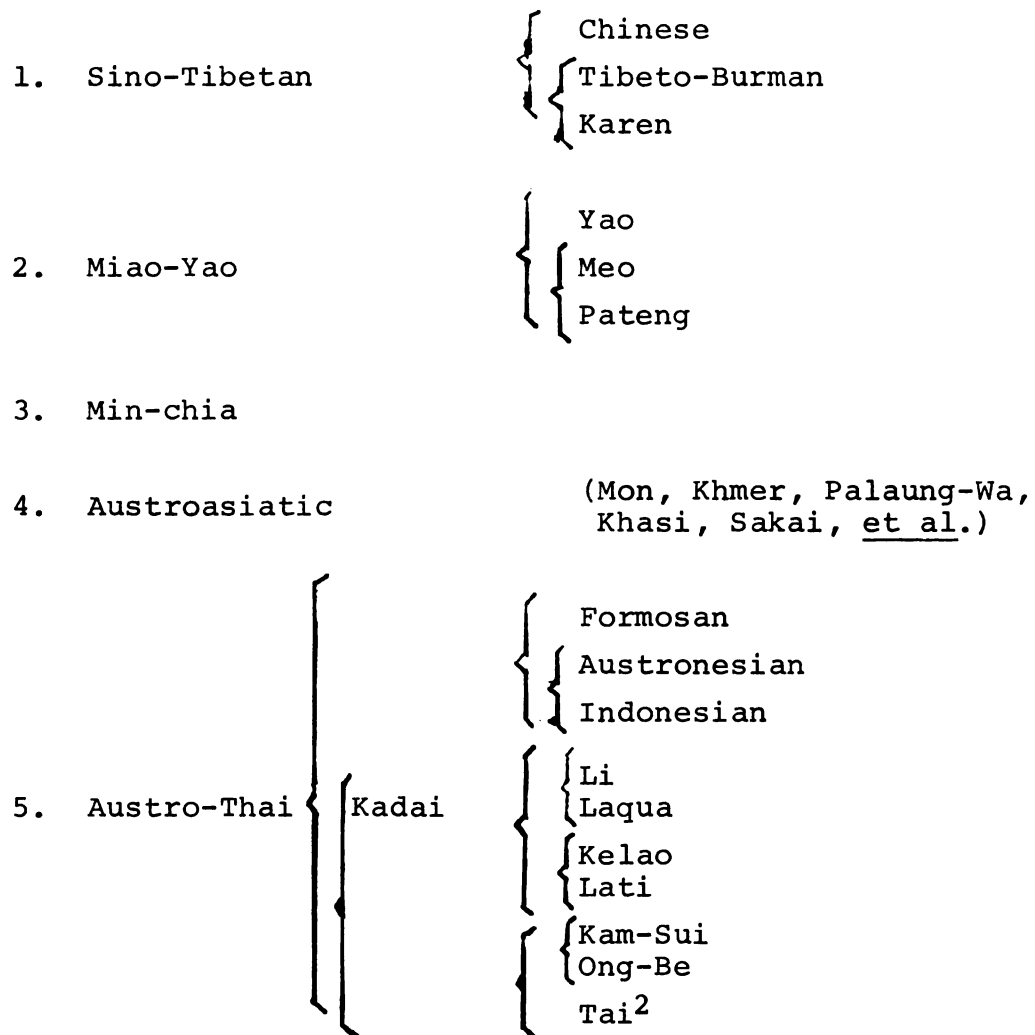 Chinese
1. Sino-Tibetan Tibeto-Burman
Karen
Yao
2. Miao-Yao Meo
Pateng
3. Min-chia
4. Austroasiatic (Mon, Khmer, Palaung-Wa,
Khasi, Sakai, et al.)
Formosan
Austronesian
Indonesian
Li
5. Austro-Thai Kadai Laqua
Kelao
Lati
Kam-Sui
Ong-Be
Tai2